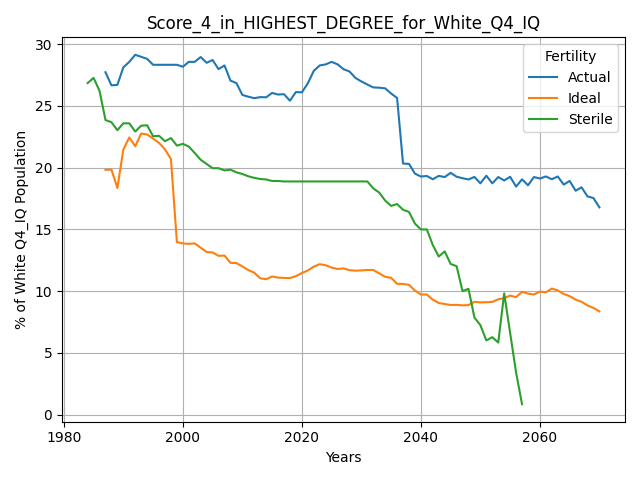 Score_4_in_HIGHEST_DEGREE_for_White_Q4_IQ
% of White Q4_IQ Population
30
25
20
15
10
5
0
1980 2000 2020 2040 2060
Years
Fertility
Actual
Ideal
Sterile